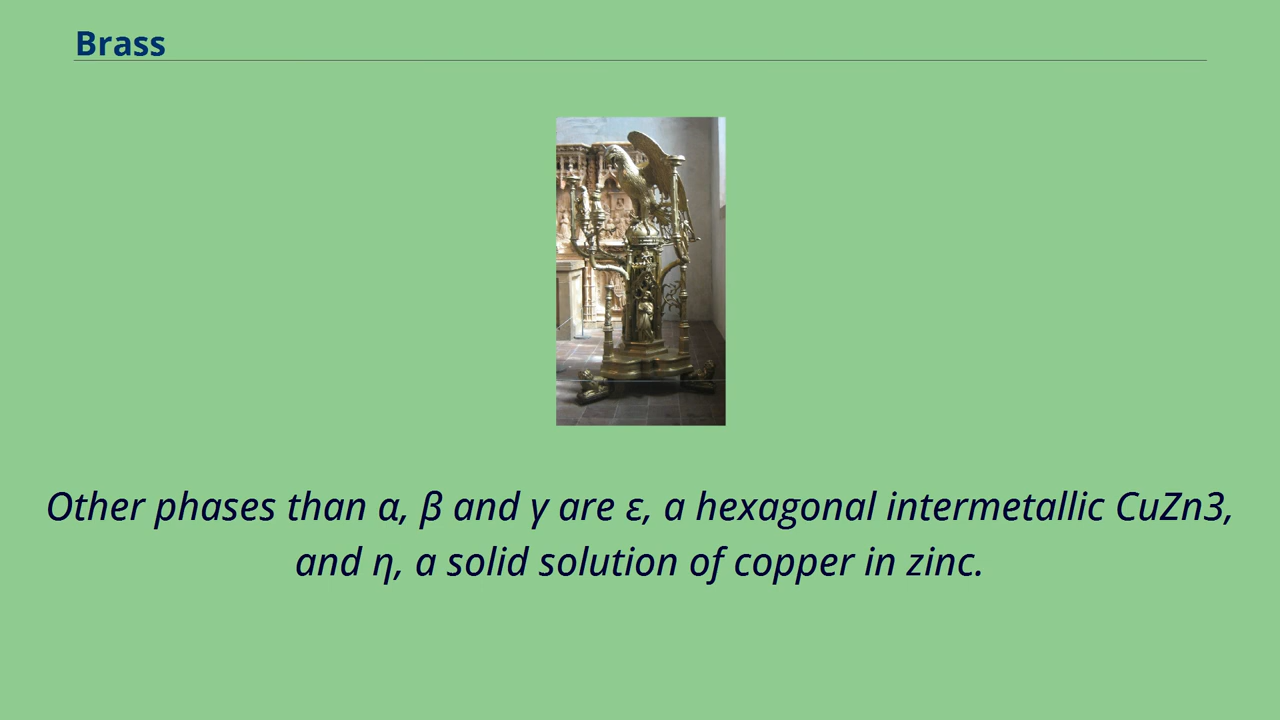 Brass
Other phases than α, β and γ are ε, a hexagonal intermetallic CuZn3,
and η, a solid solution of copper in zinc.